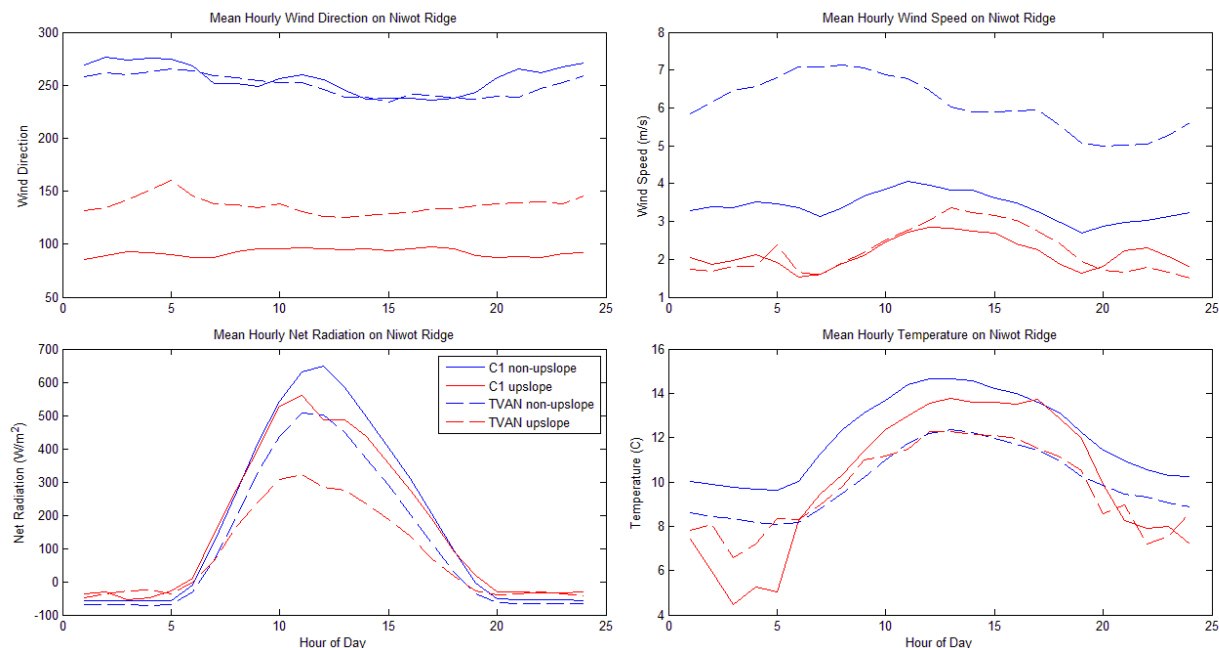 Mean Hourly Wind Direction on Niwot Ridge
300
250
200
150
100
50
0 5 10 15 20 25
Wind Direction
Mean Hourly Wind Speed on Niwot Ridge
8
7
6
5
4
3
2
1
0 5 10 15 20 25
Wind Speed (m/s)
Mean Hourly Net Radiation on Niwot Ridge
700
600
500
400
300
200
100
0
-100
0 5 10 15 20 25
Net Radiation (W/m²)
Hour of Day
C1 non-upslope
C1 upslope
TVAN non-upslope
TVAN upslope
Mean Hourly Temperature on Niwot Ridge
16
14
12
10
8
6
4
0 5 10 15 20 25
Temperature (C)
Hour of Day